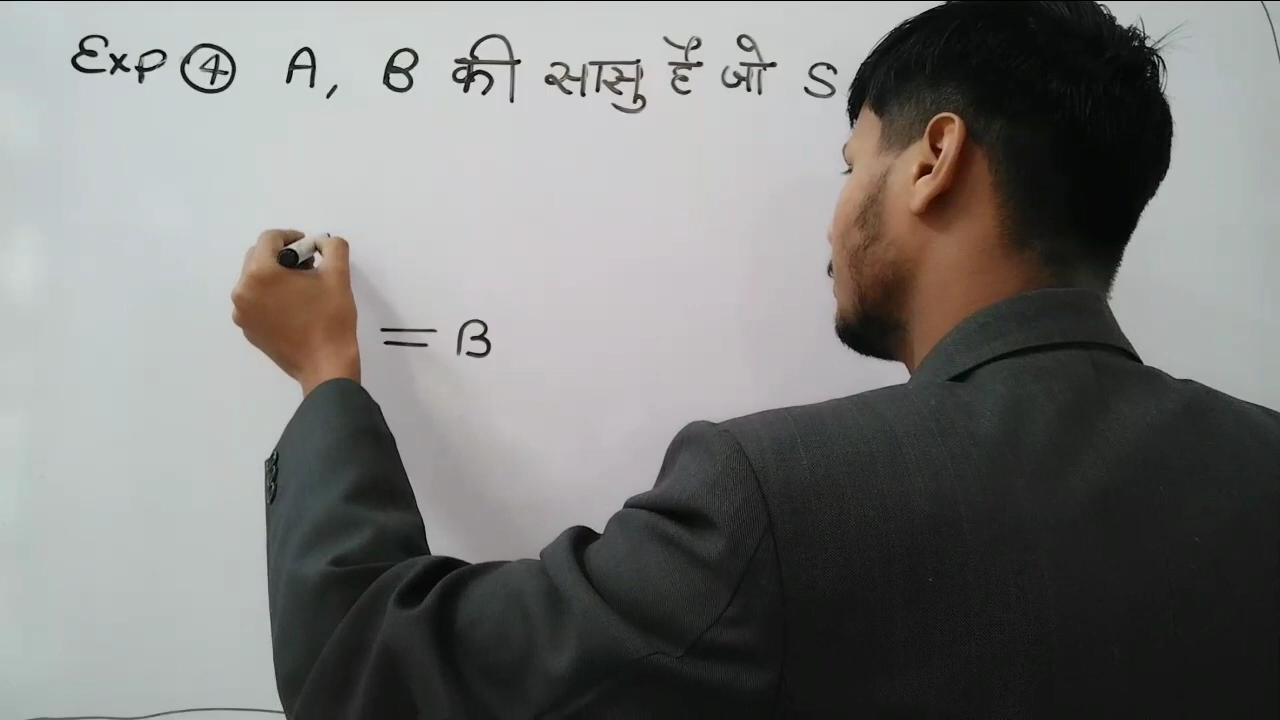 Exp ④ A, B की सासु है जो S
= B